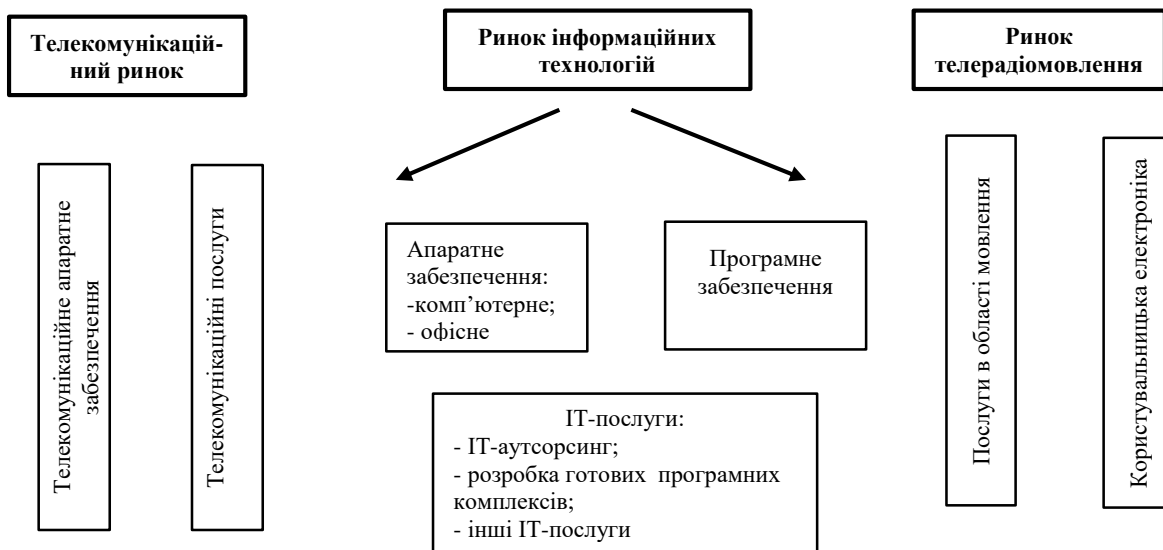 Телекомунікацій-
ний ринок
Ринок інформаційних
технологій
Ринок
телерадіомовлення
Телекомунікаційне апаратне
забезпечення
Телекомунікаційні послуги
Апаратне
забезпечення:
-комп’ютерне;
- офісне
Програмне
забезпечення
ІТ-послуги:
- ІТ-аутсорсинг;
- розробка готових програмних
комплексів;
- інші ІТ-послуги
Послуги в області мовлення
Користувальницька електроніка